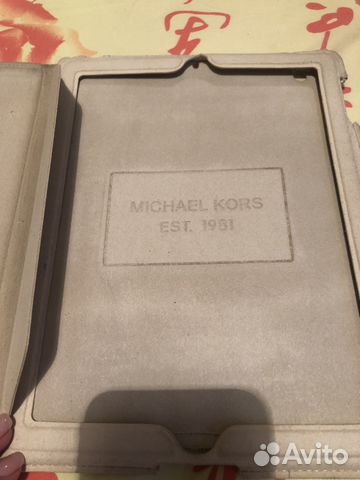 MICHAEL KORS
EST. 1981
Avito